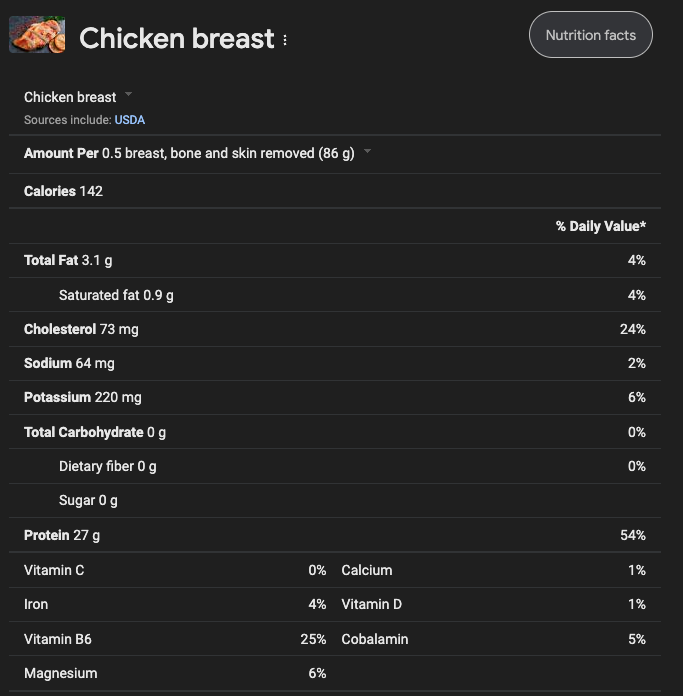 Chicken breast
Nutrition facts
Chicken breast
Sources include: USDA
Amount Per 0.5 breast, bone and skin removed (86 g)
Calories 142
% Daily Value*
Total Fat 3.1 g 4%
Saturated fat 0.9 g 4%
Cholesterol 73 mg 24%
Sodium 64 mg 2%
Potassium 220 mg 6%
Total Carbohydrate 0 g 0%
Dietary fiber 0 g 0%
Sugar 0 g
Protein 27 g 54%
Vitamin C 0% Calcium 1%
Iron 4% Vitamin D 1%
Vitamin B6 25% Cobalamin 5%
Magnesium 6%